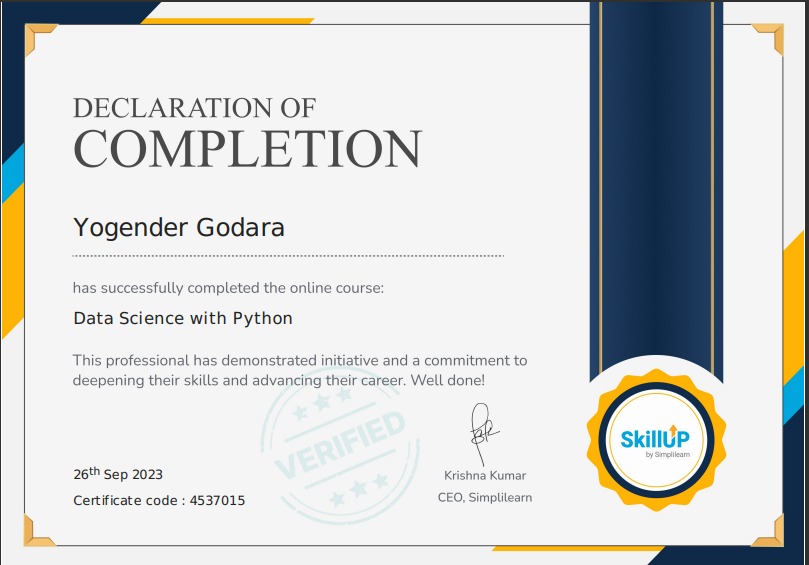 DECLARATION OF
COMPLETION
Yogender Godara
has successfully completed the online course:
Data Science with Python
This professional has demonstrated initiative and a commitment to
deepening their skills and advancing their career. Well done!
VERIFIED
26th Sep 2023
Certificate code : 4537015
Krishna Kumar
CEO, Simplilearn
SkillUP
by Simplilearn